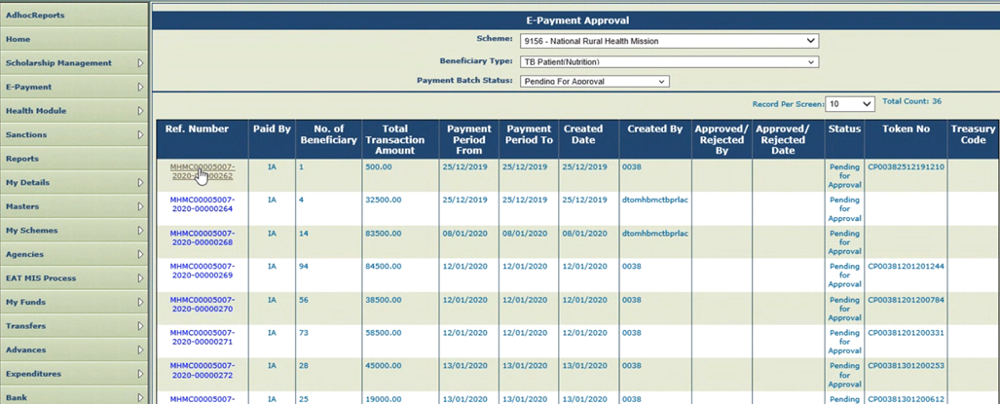 AdhocReports
Home
Scholarship Management
E-Payment
Health Module
Sanctions
Reports
My Details
Masters
My Schemes
Agencies
EAT MIS Process
My Funds
Transfers
Advances
Expenditures
Bank
E-Payment Approval
Scheme: 9156 - National Rural Health Mission
Beneficiary Type: TB Patient(Nutrition)
Payment Batch Status: Pending For Approval
Record Per Screen: 10 Total Count: 36
Ref. Number Paid By No. of Beneficiary Total Transaction Amount Payment Period From Payment Period To Created Date Created By Approved/ Rejected By Approved/ Rejected Date Status Token No Treasury Code
MHMC00005007-2020-00000262 IA 1 500.00 25/12/2019 25/12/2019 25/12/2019 0038 Pending for Approval CP00382512191210
MHMC00005007-2020-00000264 IA 4 32500.00 25/12/2019 25/12/2019 25/12/2019 dtomhbmctbprlac Pending for Approval
MHMC00005007-2020-00000268 IA 14 83500.00 08/01/2020 08/01/2020 08/01/2020 dtomhbmctbprlac Pending for Approval
MHMC00005007-2020-00000269 IA 94 84500.00 12/01/2020 12/01/2020 12/01/2020 0038 Pending for Approval CP00381201201244
MHMC00005007-2020-00000270 IA 56 38500.00 12/01/2020 12/01/2020 12/01/2020 0038 Pending for Approval CP00381201200784
MHMC00005007-2020-00000271 IA 73 58500.00 12/01/2020 12/01/2020 12/01/2020 0038 Pending for Approval CP00381201200331
MHMC00005007-2020-00000272 IA 28 45000.00 13/01/2020 13/01/2020 13/01/2020 0038 Pending for Approval CP00381301200253
MHMC00005007- IA 25 19000.00 13/01/2020 13/01/2020 13/01/2020 0038 Pending CP00381301200612